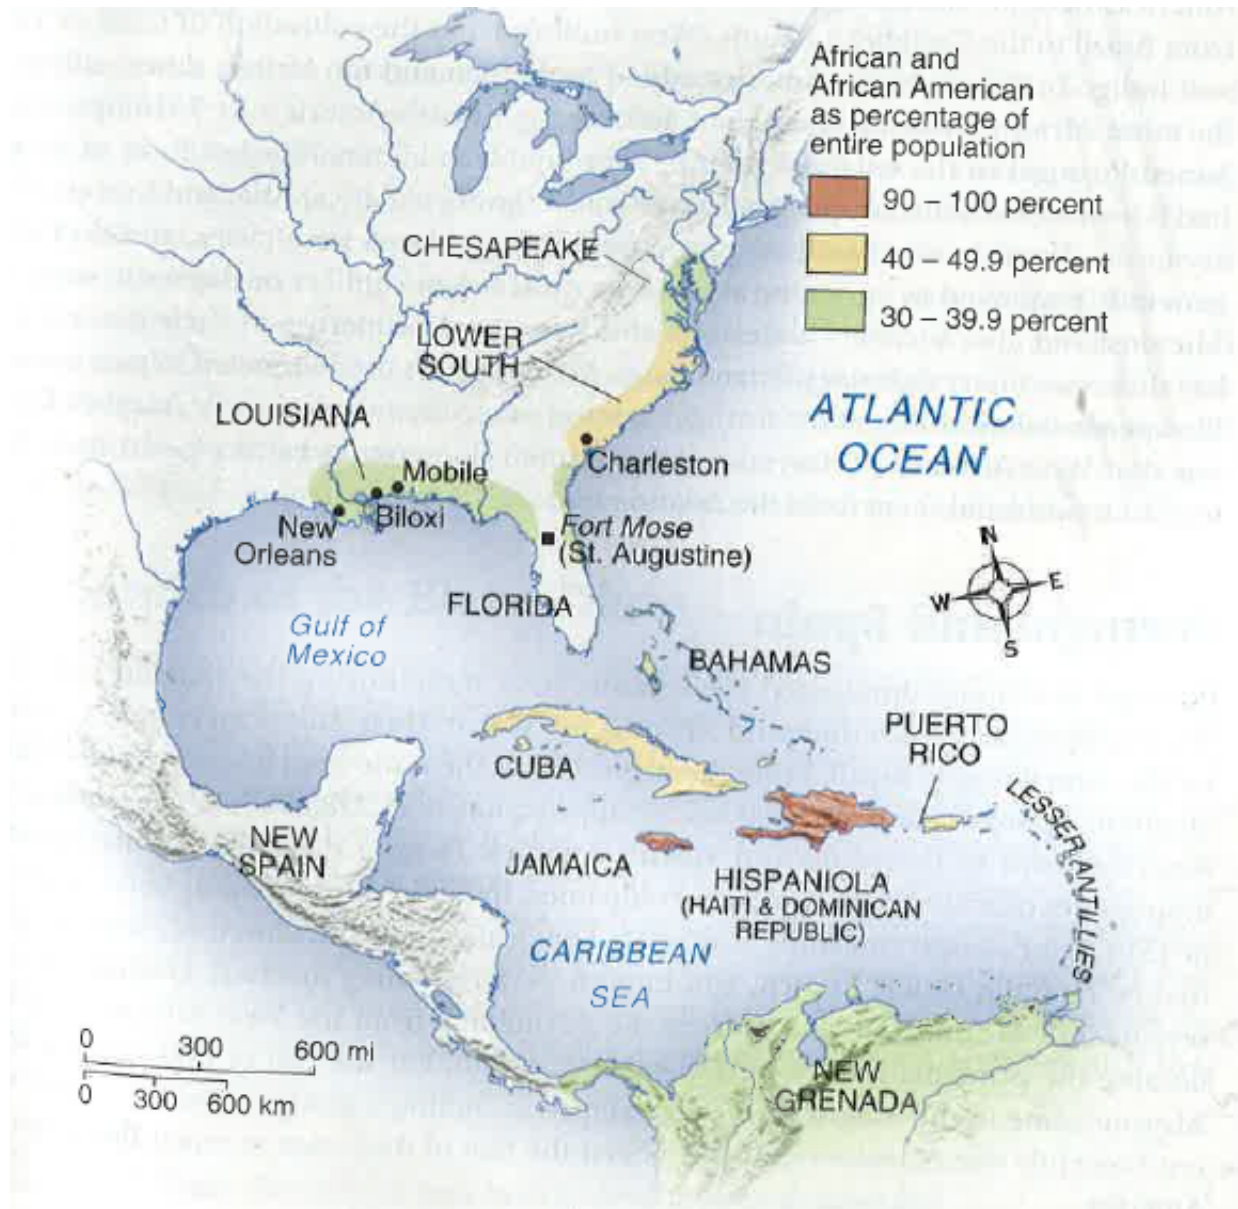 African and
African American
as percentage of
entire population
90 – 100 percent
40 – 49.9 percent
30 – 39.9 percent
CHESAPEAKE
LOWER
SOUTH
LOUISIANA
ATLANTIC
OCEAN
Charleston
Mobile
Biloxi
New
Orleans
Fort Mose
(St. Augustine)
FLORIDA
N
E
W
S
Gulf of
Mexico
BAHAMAS
PUERTO
RICO
CUBA
LESSER ANTILLIES
NEW
SPAIN
JAMAICA
HISPANIOLA
(HAITI & DOMINICAN
REPUBLIC)
CARIBBEAN
SEA
0 300 600 mi
0 300 600 km
NEW
GRENADA